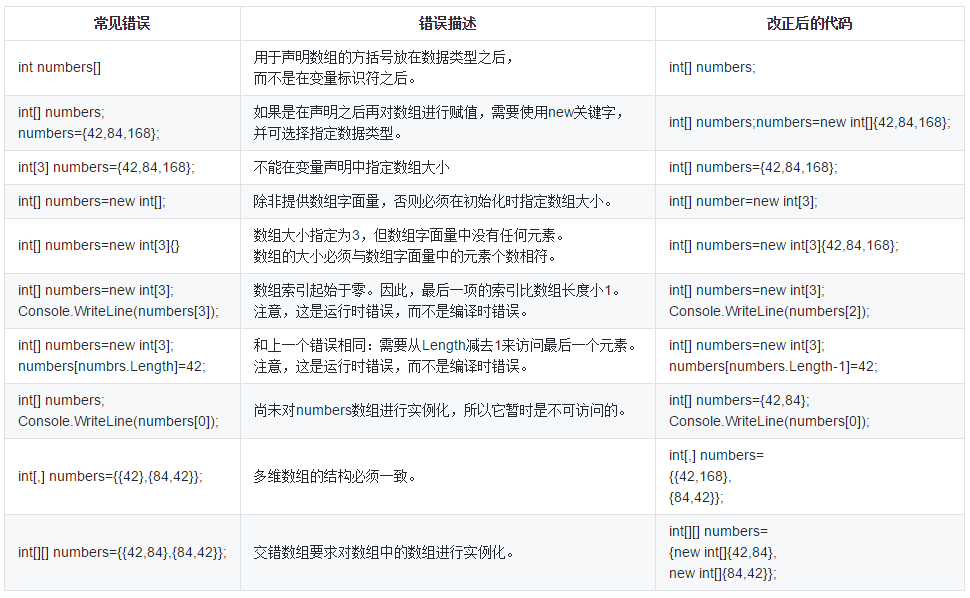 常见错误
错误描述
改正后的代码
int numbers[]
用于声明数组的方括号放在数据类型之后，
而不是在变量标识符之后。
int[] numbers;
int[] numbers;
numbers={42,84,168};
如果是在声明之后再对数组进行赋值，需要使用new关键字，
并可选择指定数据类型。
int[] numbers;numbers=new int[]{42,84,168};
int[3] numbers={42,84,168};
不能在变量声明中指定数组大小
int[] numbers={42,84,168};
int[] numbers=new int[];
除非提供数组字面量，否则必须在初始化时指定数组大小。
int[] number=new int[3];
int[] numbers=new int[3]{}
数组大小指定为3，但数组字面量中没有任何元素。
数组的大小必须与数组字面量中的元素个数相符。
int[] numbers=new int[3]{42,84,168};
int[] numbers=new int[3];
Console.WriteLine(numbers[3]);
数组索引起始于零。因此，最后一项的索引比数组长度小1。
注意，这是运行时错误，而不是编译时错误。
int[] numbers=new int[3];
Console.WriteLine(numbers[2]);
int[] numbers=new int[3];
numbers[numbrs.Length]=42;
和上一个错误相同：需要从Length减去1来访问最后一个元素。
注意，这是运行时错误，而不是编译时错误。
int[] numbers=new int[3];
numbers[numbers.Length-1]=42;
int[] numbers;
Console.WriteLine(numbers[0]);
尚未对numbers数组进行实例化，所以它暂时是不可访问的。
int[] numbers={42,84};
Console.WriteLine(numbers[0]);
int[,] numbers={{42},{84,42}};
多维数组的结构必须一致。
int[,] numbers=
{{42,168},
{84,42}};
int[][] numbers={{42,84},{84,42}};
交错数组要求对数组中的数组进行实例化。
int[][] numbers=
{new int[]{42,84},
new int[]{84,42}};